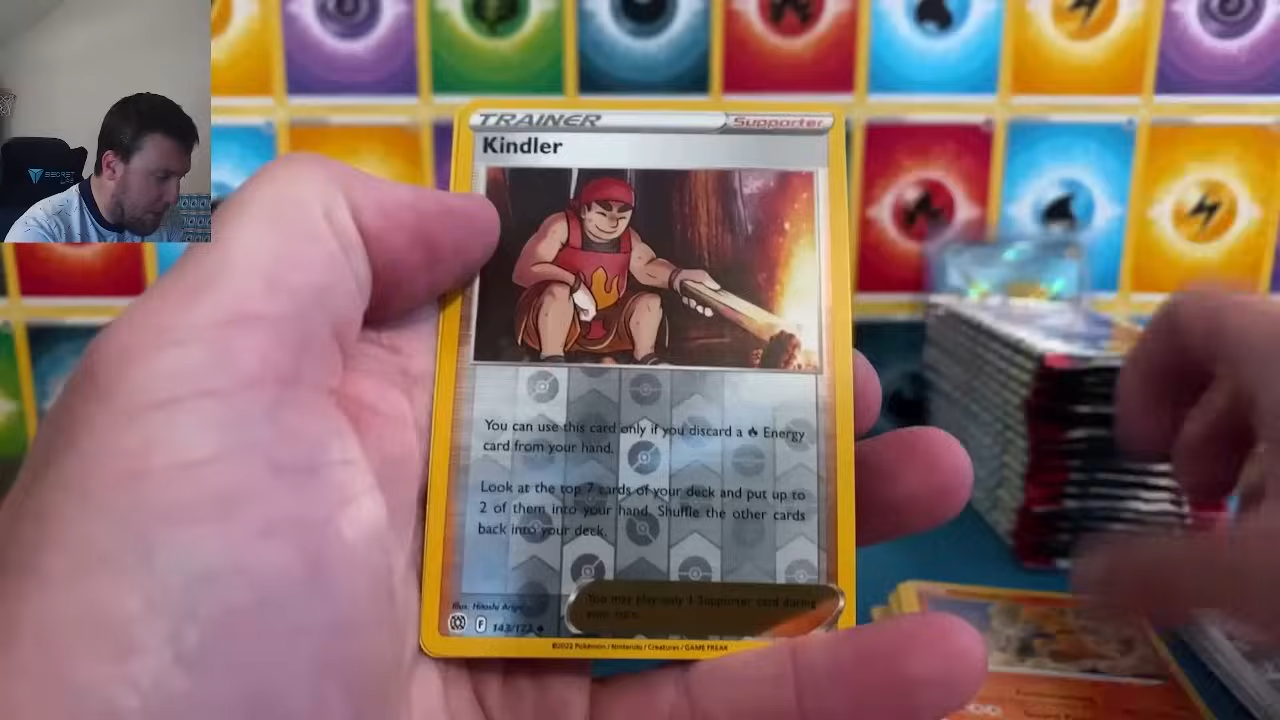 TRAINER
Supporter
Kindler
You can use this card only if you discard a Energy
card from your hand.
Look at the top 7 cards of your deck and put up to
2 of them into your hand. Shuffle the other cards
back into your deck.
You may play only 1 Supporter card during
your turn.
Illus. Hitoshi Ariga
F
143/172
©2022 Pokémon / Nintendo / Creatures / GAME FREAK
SECRET
LAB